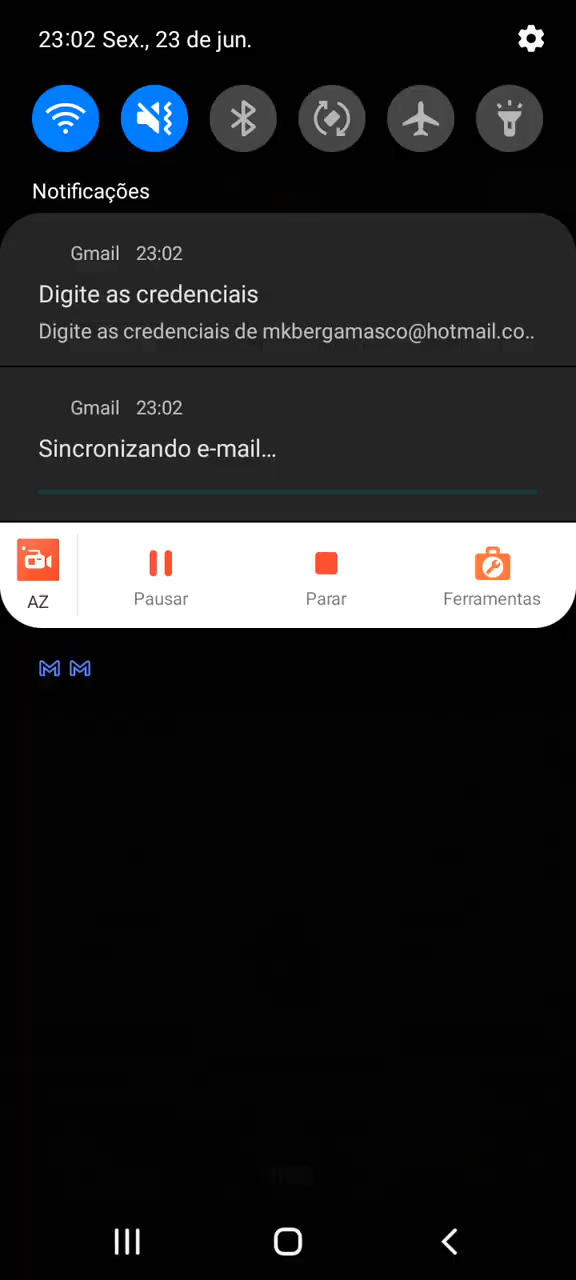 23:02 Sex., 23 de jun.
Notificações
Gmail 23:02
Digite as credenciais
Digite as credenciais de mkbergamasco@hotmail.co..
Gmail 23:02
Sincronizando e-mail...
AZ
Pausar
Parar
Ferramentas